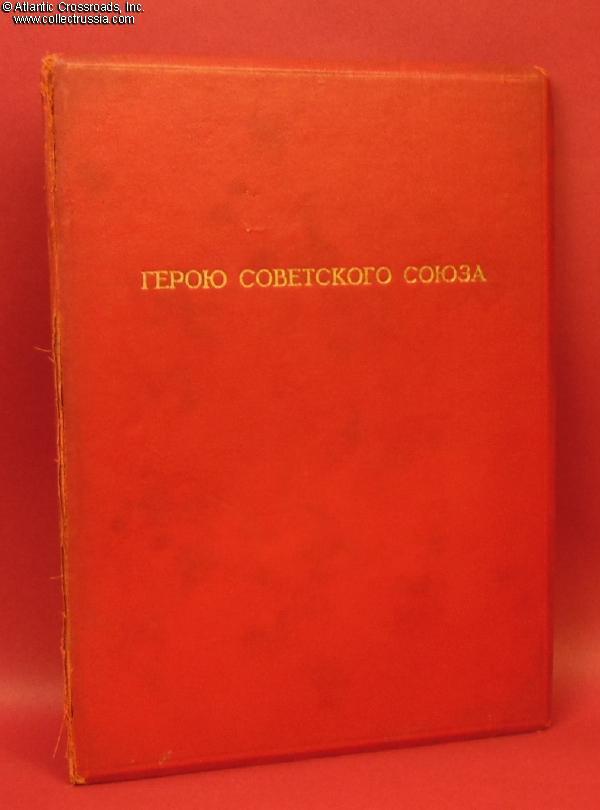 © Atlantic Crossroads, Inc.
www.collectrussia.com
ГЕРОЮ СОВЕТСКОГО СОЮЗА